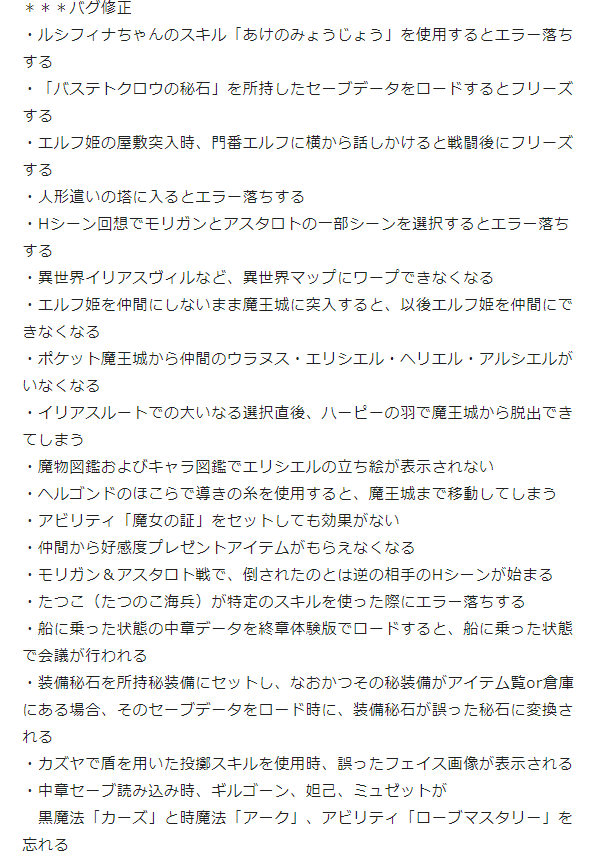 ＊＊＊バグ修正
・ルシフィナちゃんのスキル「あけのみょうじょう」を使用するとエラー落ち
する
・「バステトクロウの秘石」を所持したセーブデータをロードするとフリーズ
する
・エルフ姫の屋敷突入時、門番エルフに横から話しかけると戦闘後にフリーズ
する
・人形遣いの塔に入るとエラー落ちする
・Hシーン回想でモリガンとアスタロトの一部シーンを選択するとエラー落ち
する
・異世界イリアスヴィルなど、異世界マップにワープできなくなる
・エルフ姫を仲間にしないまま魔王城に突入すると、以後エルフ姫を仲間にで
きなくなる
・ポケット魔王城から仲間のウラヌス・エリシエル・ヘリエル・アルシエルが
いなくなる
・イリアスルートでの大いなる選択直後、ハーピーの羽で魔王城から脱出でき
てしまう
・魔物図鑑およびキャラ図鑑でエリシエルの立ち絵が表示されない
・ヘルゴンドのほこらで導きの糸を使用すると、魔王城まで移動してしまう
・アビリティ「魔女の証」をセットしても効果がない
・仲間から好感度プレゼントアイテムがもらえなくなる
・モリガン＆アスタロト戦で、倒されたのとは逆の相手のHシーンが始まる
・たつこ（たつのこ海兵）が特定のスキルを使った際にエラー落ちする
・船に乗った状態の中章データを終章体験版でロードすると、船に乗った状態
で会議が行われる
・装備秘石を所持秘装備にセットし、なおかつその秘装備がアイテム覧or倉庫
にある場合、そのセーブデータをロード時に、装備秘石が誤った秘石に変換さ
れる
・カズヤで盾を用いた投擲スキルを使用時、誤ったフェイス画像が表示される
・中章セーブ読み込み時、ギルゴーン、妲己、ミュゼットが
　黒魔法「カーズ」と時魔法「アーク」、アビリティ「ローブマスタリー」を
忘れる